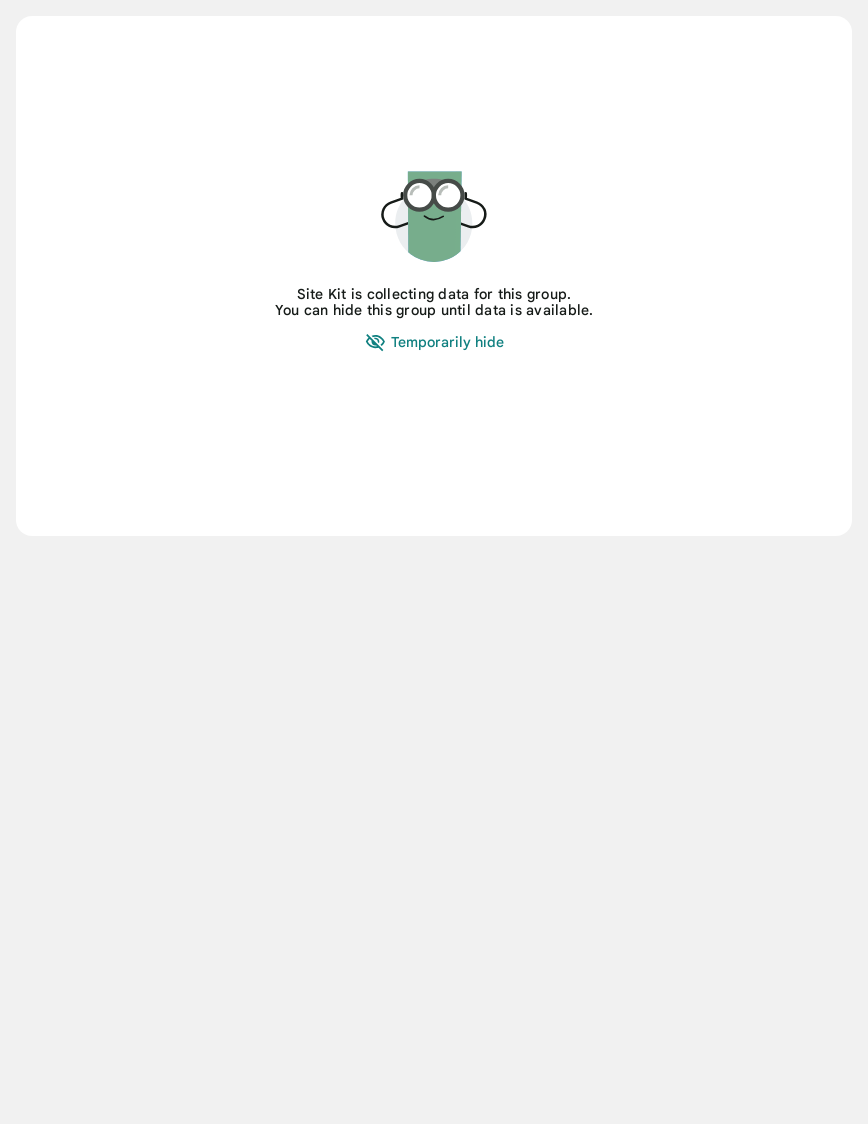 Site Kit is collecting data for this group.
You can hide this group until data is available.
Temporarily hide